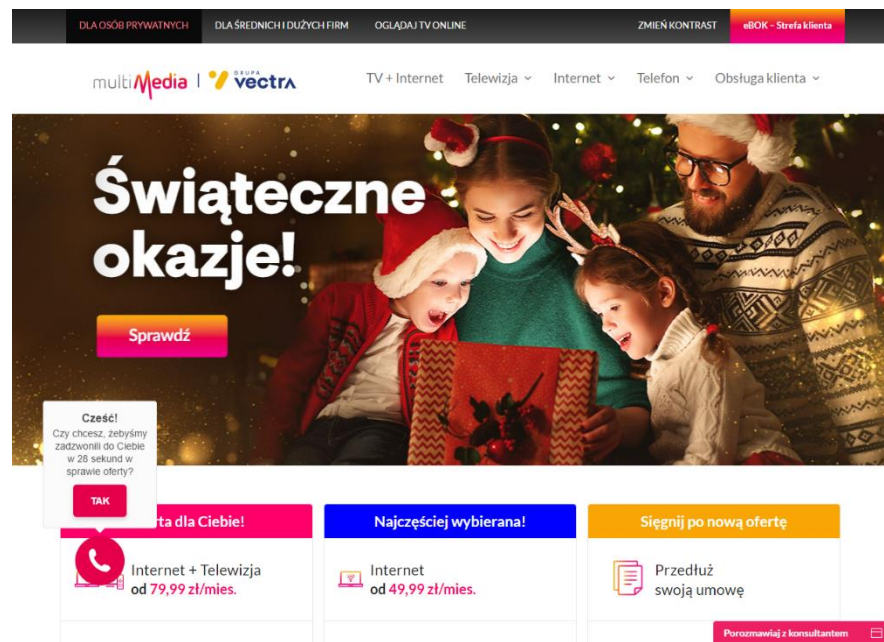 DLA OSÓB PRYWATNYCH DLA ŚREDNICH I DUŻYCH FIRM OGLĄDAJ TV ONLINE ZMIEŃ KONTRAST eBOK – Strefa klienta
multiMedia | GRUPA vectra TV + Internet Telewizja Internet Telefon Obsługa klienta
Świąteczne
okazje!
Sprawdź
Cześć!
Czy chcesz, żebyśmy
zadzwonili do Ciebie
w 28 sekund w
sprawie oferty?
TAK
dla Ciebie! Najczęściej wybierana! Sięgnij po nową ofertę
Internet + Telewizja
od 79,99 zł/mies.
Internet
od 49,99 zł/mies.
Przedłuż
swoją umowę
Porozmawiaj z konsultantem